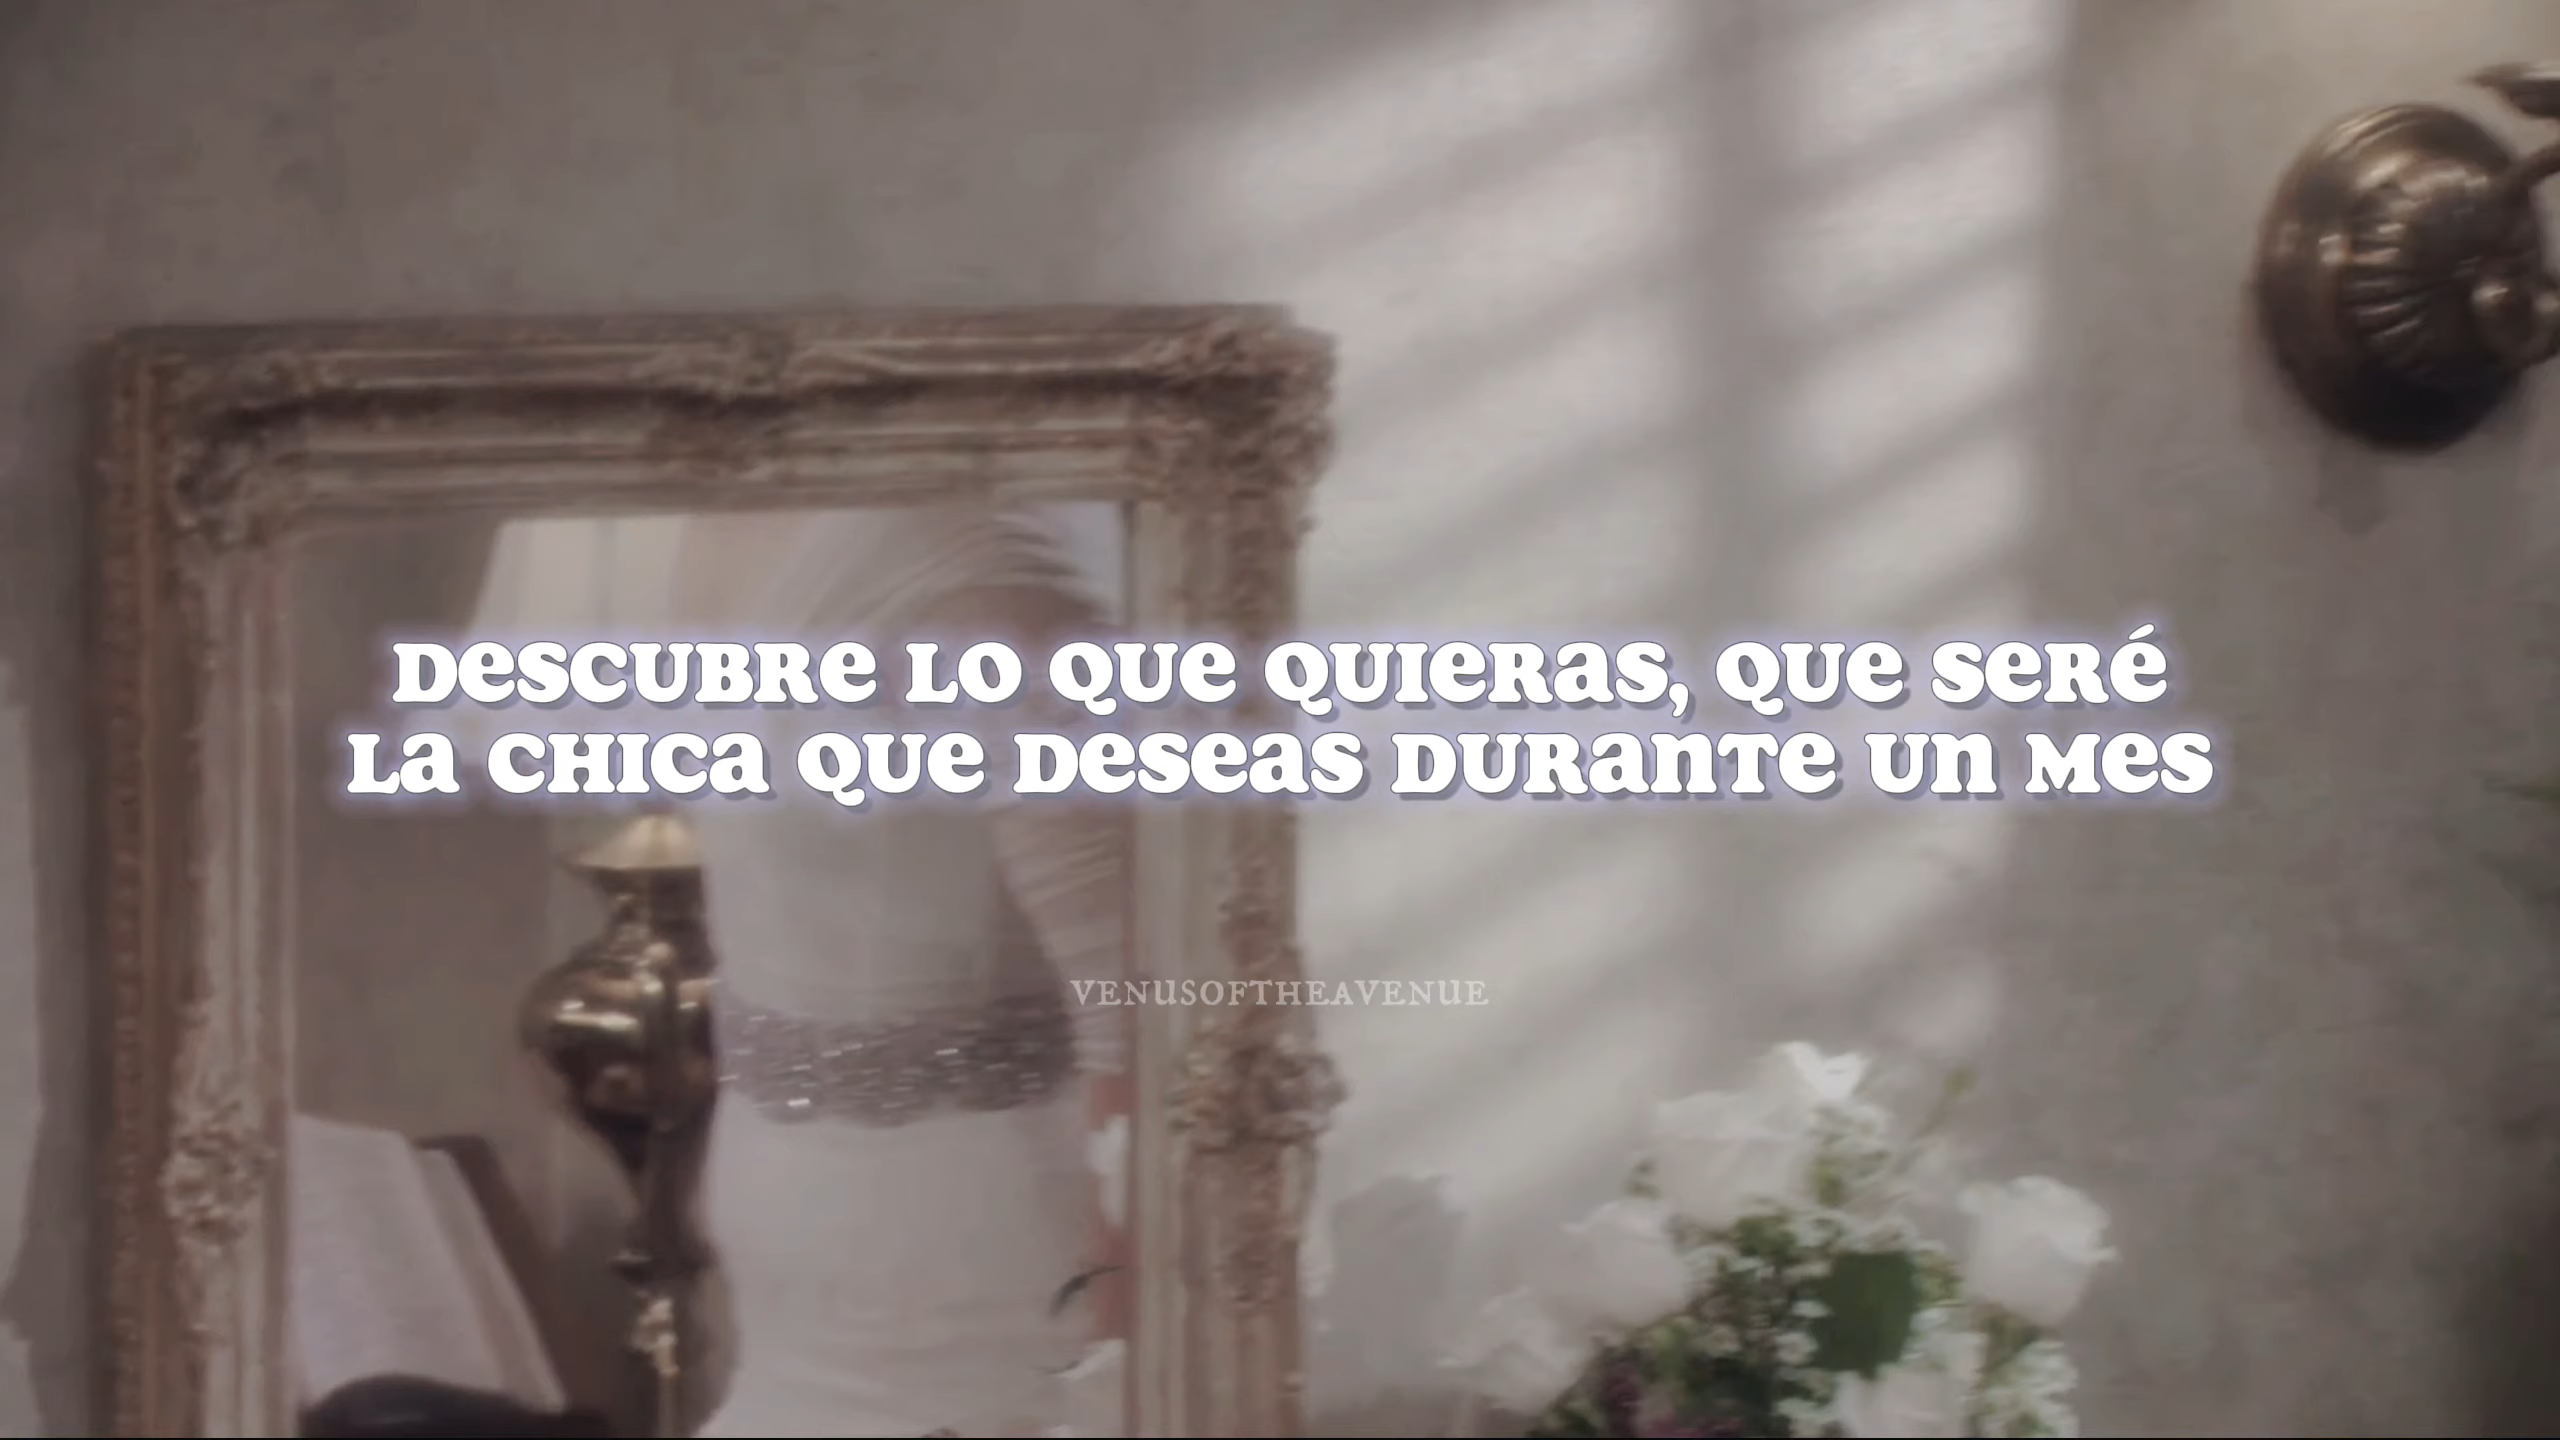 Descubre lo que quieras, que seré
la chica que deseas durante un mes
VENUSOFTHEAVENUE